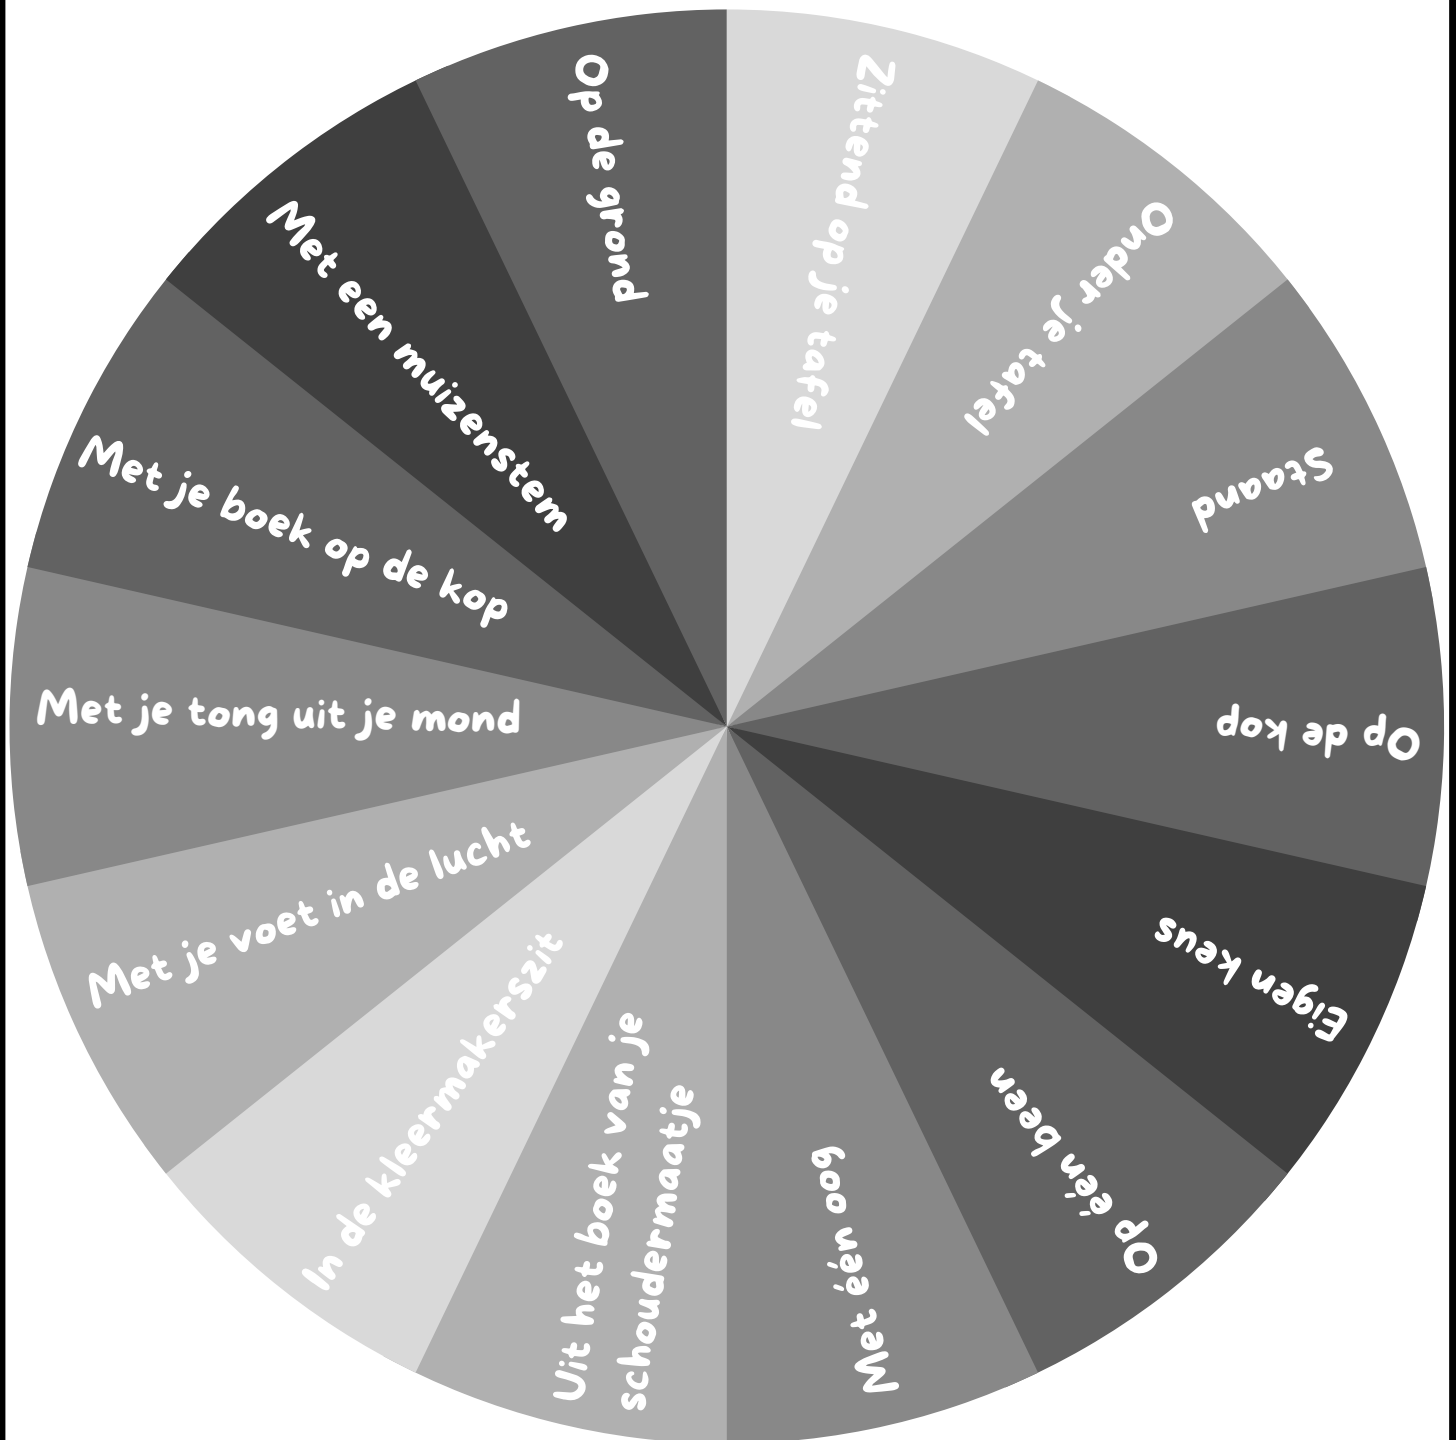 Zittend op je tafel
Onder je tafel
Staand
Op de kop
Eigen keus
Op één been
Met één oog
Uit het boek van je
schoudermaatje
In de kleermakerszit
Met je voet in de lucht
Met je tong uit je mond
Met je boek op de kop
Met een muizenstem
Op de grond